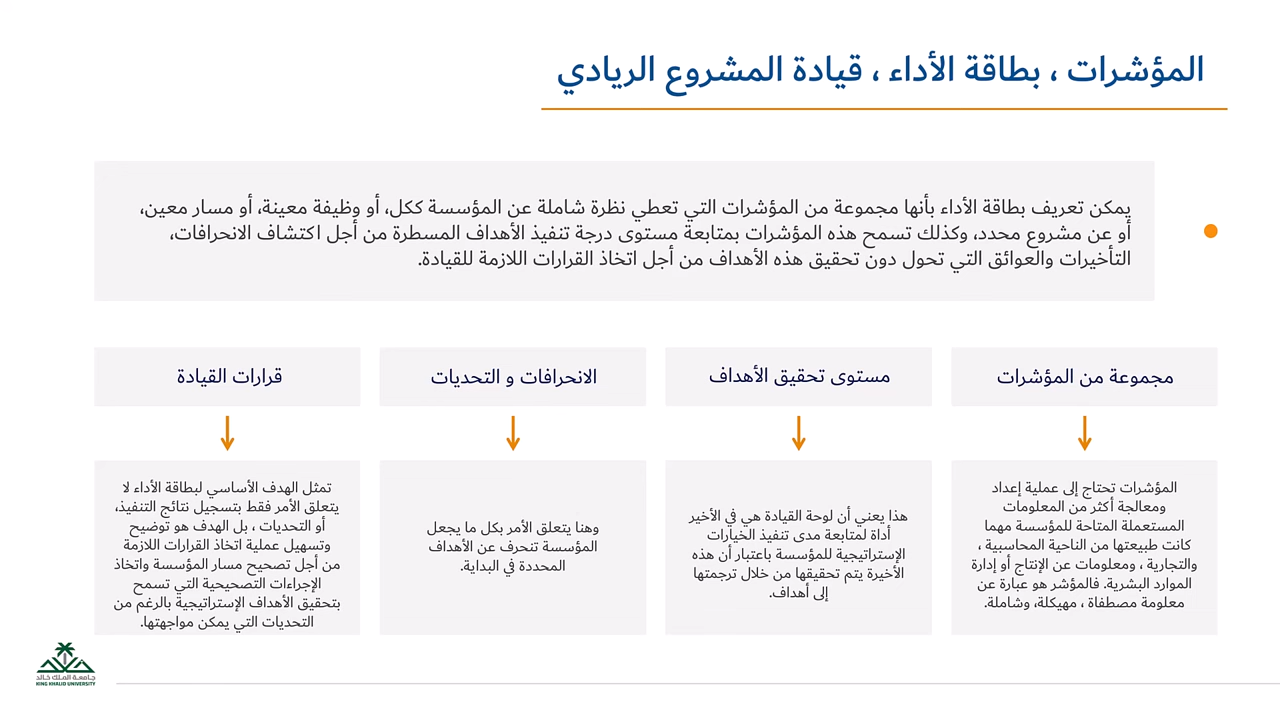 المؤشرات ، بطاقة الأداء ، قيادة المشروع الريادي
يمكن تعريف بطاقة الأداء بأنها مجموعة من المؤشرات التي تعطي نظرة شاملة عن المؤسسة ككل، أو وظيفة معينة، أو مسار معين،
أو عن مشروع محدد، وكذلك تسمح هذه المؤشرات بمتابعة مستوى درجة تنفيذ الأهداف المسطرة من أجل اكتشاف الانحرافات،
التأخيرات والعوائق التي تحول دون تحقيق هذه الأهداف من أجل اتخاذ القرارات اللازمة للقيادة.
مجموعة من المؤشرات
المؤشرات تحتاج إلى عملية إعداد
ومعالجة أكثر من المعلومات
المستعملة المتاحة للمؤسسة مهما
كانت طبيعتها من الناحية المحاسبية ،
والتجارية ، ومعلومات عن الإنتاج أو إدارة
الموارد البشرية. فالمؤشر هو عبارة عن
معلومة مصطفاة ، مهيكلة، وشاملة.
مستوى تحقيق الأهداف
هذا يعني أن لوحة القيادة هي في الأخير
أداة لمتابعة مدى تنفيذ الخيارات
الإستراتيجية للمؤسسة باعتبار أن هذه
الأخيرة يتم تحقيقها من خلال ترجمتها
إلى أهداف.
الانحرافات و التحديات
وهنا يتعلق الأمر بكل ما يجعل
المؤسسة تنحرف عن الأهداف
المحددة في البداية.
قرارات القيادة
تمثل الهدف الأساسي لبطاقة الأداء لا
يتعلق الأمر فقط بتسجيل نتائج التنفيذ،
أو التحديات ، بل الهدف هو توضيح
وتسهيل عملية اتخاذ القرارات اللازمة
من أجل تصحيح مسار المؤسسة واتخاذ
الإجراءات التصحيحية التي تسمح
بتحقيق الأهداف الإستراتيجية بالرغم من
التحديات التي يمكن مواجهتها.
جامعة الملك خالد
KING KHALID UNIVERSITY